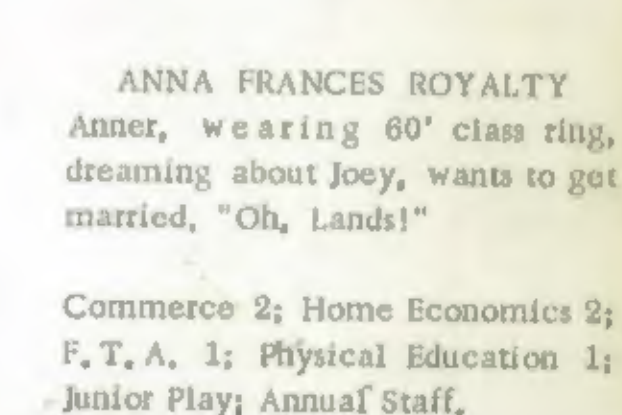 ANNA FRANCES ROYALTY
Anner, wearing 60' class ring,
dreaming about Joey, wants to get
married, "Oh, Lands!"
Commerce 2; Home Economics 2;
F. T. A. 1; Physical Education 1;
Junior Play; Annual Staff.